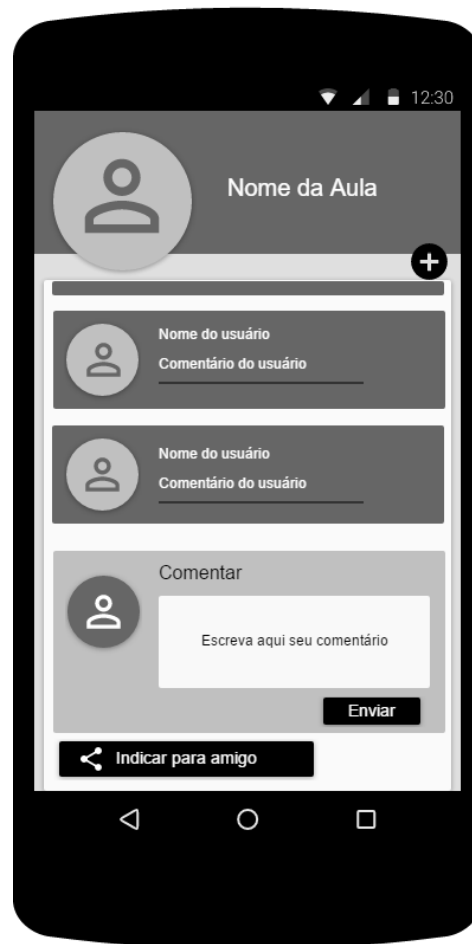 12:30
Nome da Aula
Nome do usuário
Comentário do usuário
Nome do usuário
Comentário do usuário
Comentar
Escreva aqui seu comentário
Enviar
Indicar para amigo